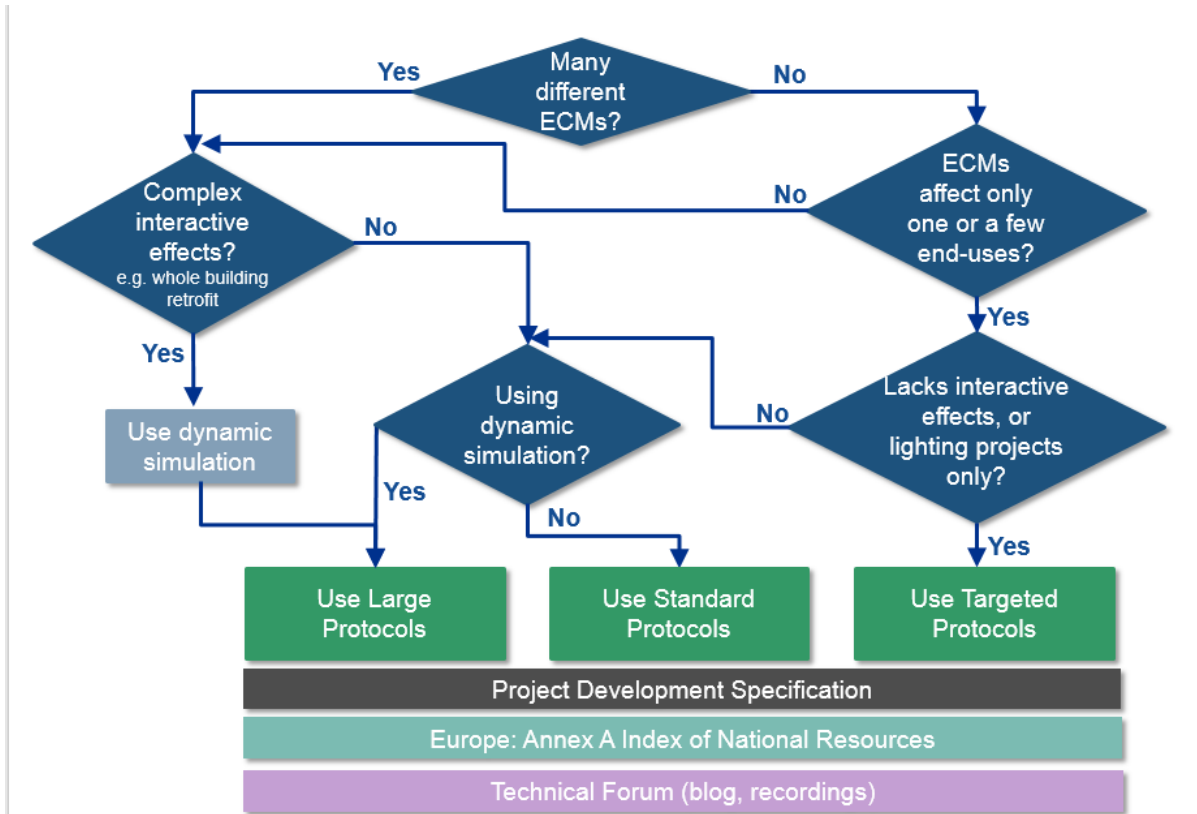 Many
different
ECMs?
Yes
No
ECMs
affect only
one or a few
end-uses?
Complex
interactive
effects?
e.g. whole building
retrofit
No
No
Yes
Yes
Using
dynamic
simulation?
Lacks interactive
effects, or
lighting projects
only?
No
Use dynamic
simulation
Yes
No
Yes
Use Large
Protocols
Use Standard
Protocols
Use Targeted
Protocols
Project Development Specification
Europe: Annex A Index of National Resources
Technical Forum (blog, recordings)